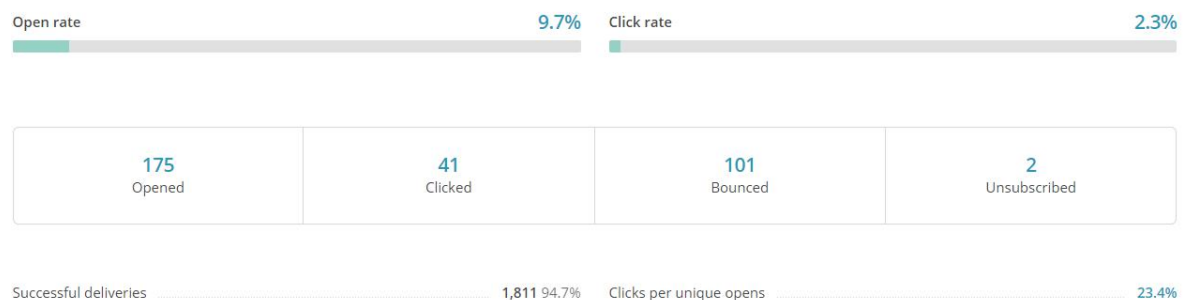 Open rate 9.7% Click rate 2.3%
175 41 101 2
Opened Clicked Bounced Unsubscribed
Successful deliveries 1,811 94.7% Clicks per unique opens 23.4%